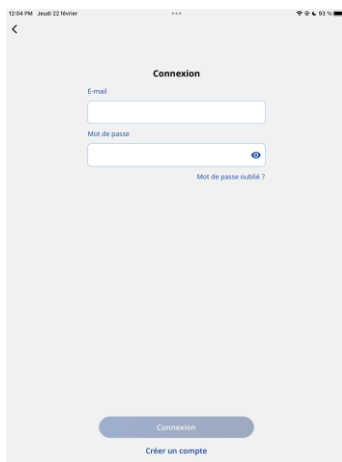 12:04 PM Jeudi 22 février
93 %
Connexion
E-mail
Mot de passe
Mot de passe oublié ?
Connexion
Créer un compte